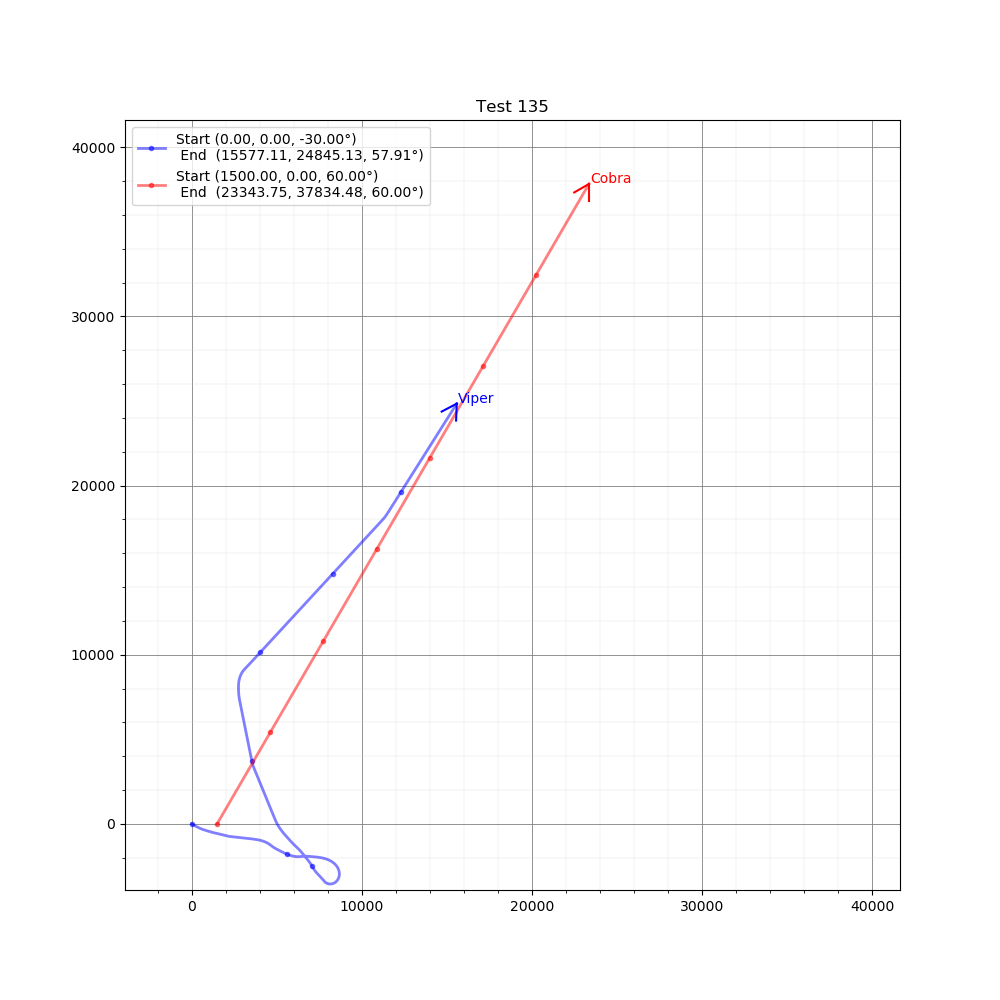 Test 135
Start (0.00, 0.00, -30.00°)
End (15577.11, 24845.13, 57.91°)
Start (1500.00, 0.00, 60.00°)
End (23343.75, 37834.48, 60.00°)
Cobra
Viper
40000
30000
20000
10000
0
0
10000
20000
30000
40000